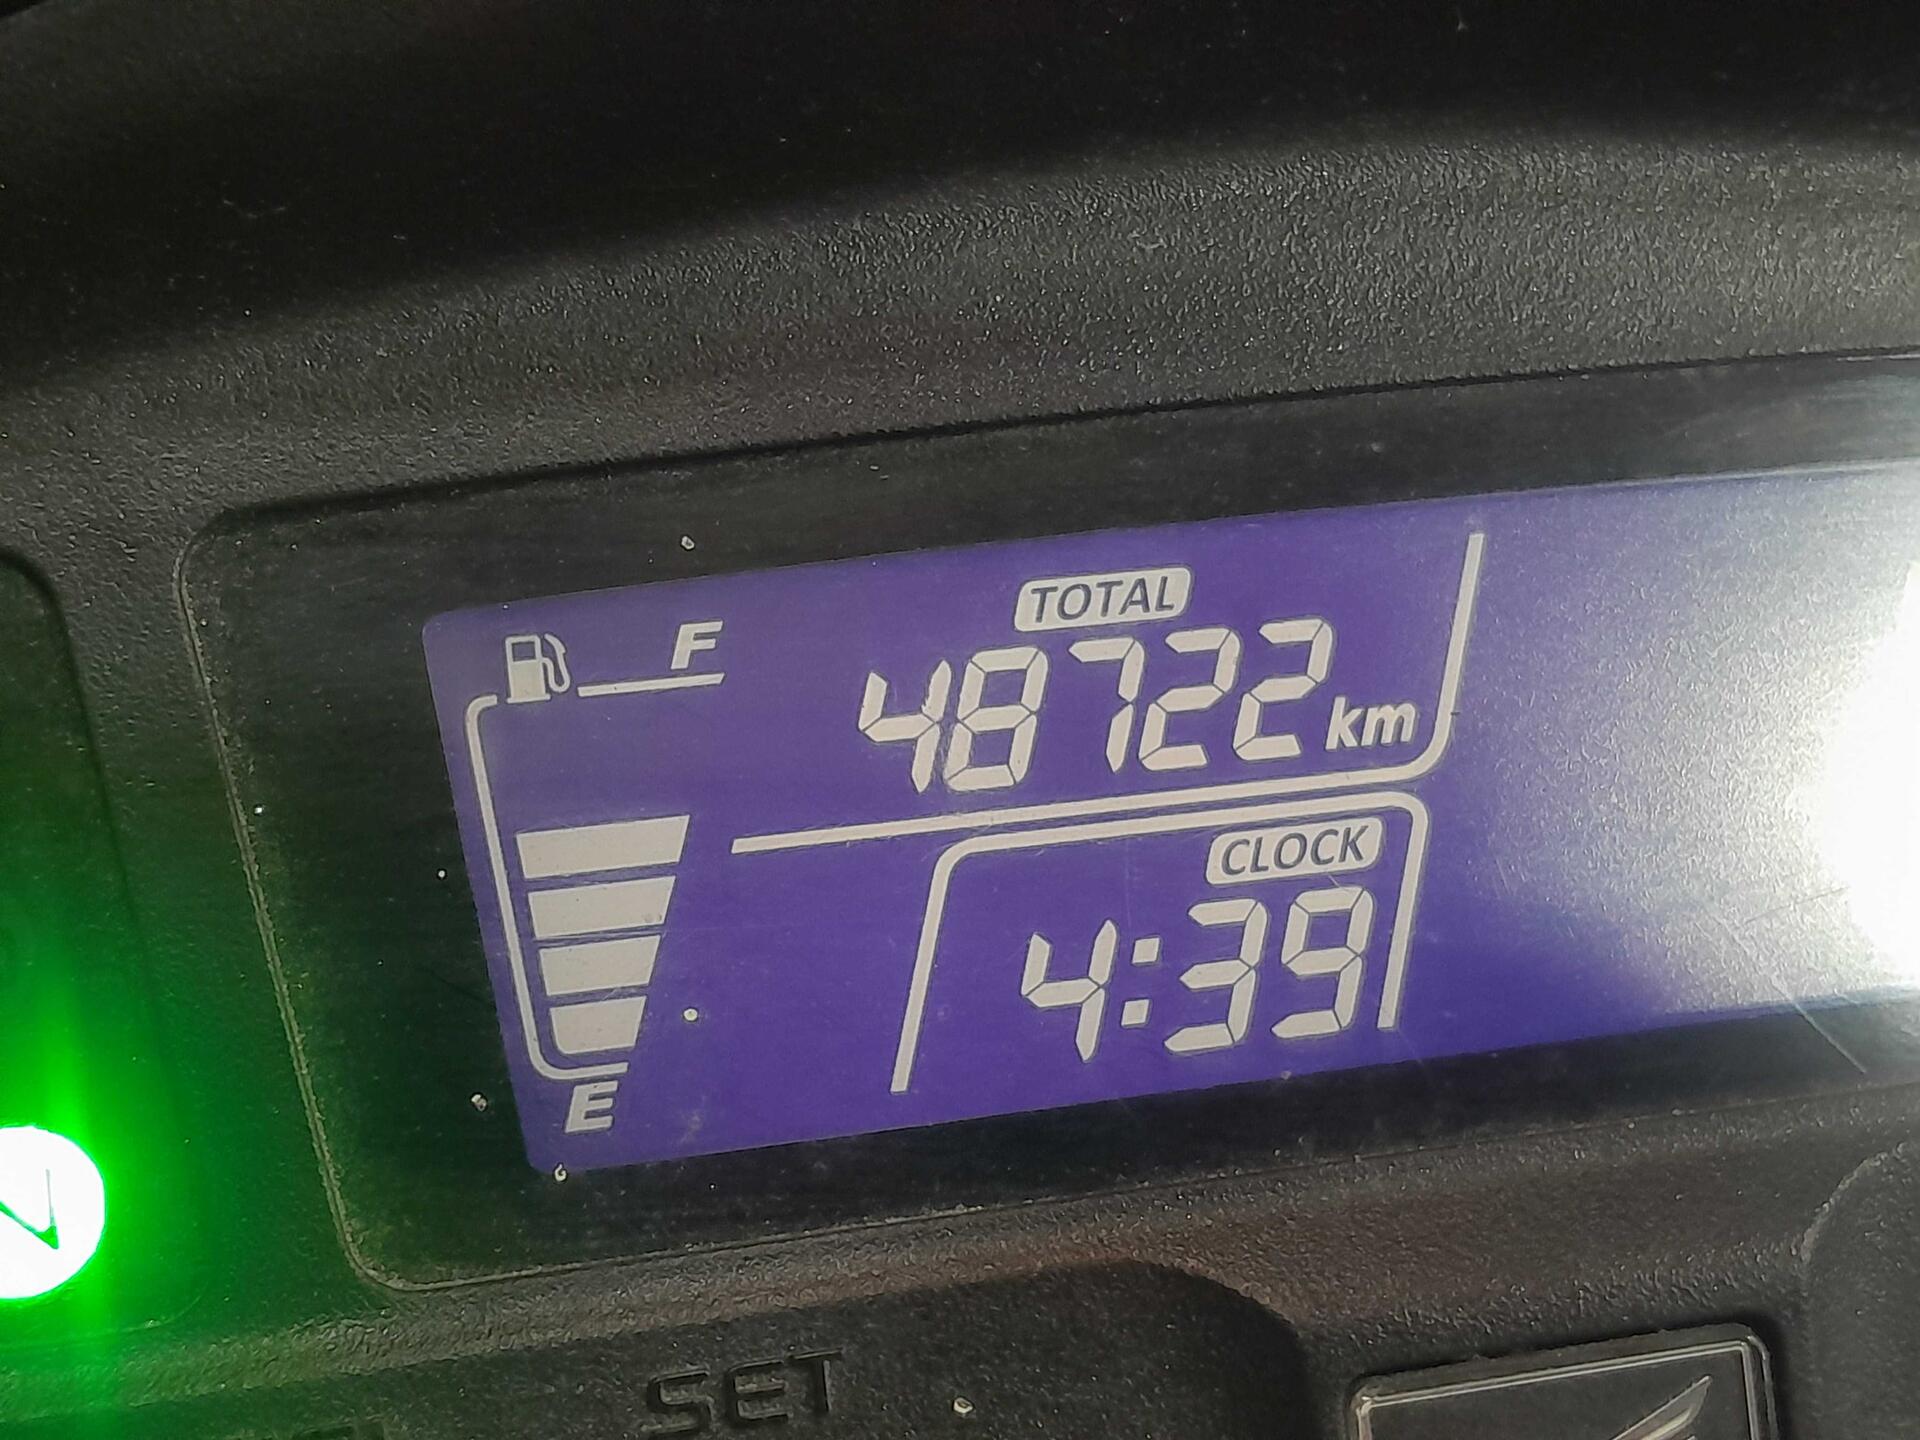 TOTAL
F
48722 km
CLOCK
4:39
E
N
SET